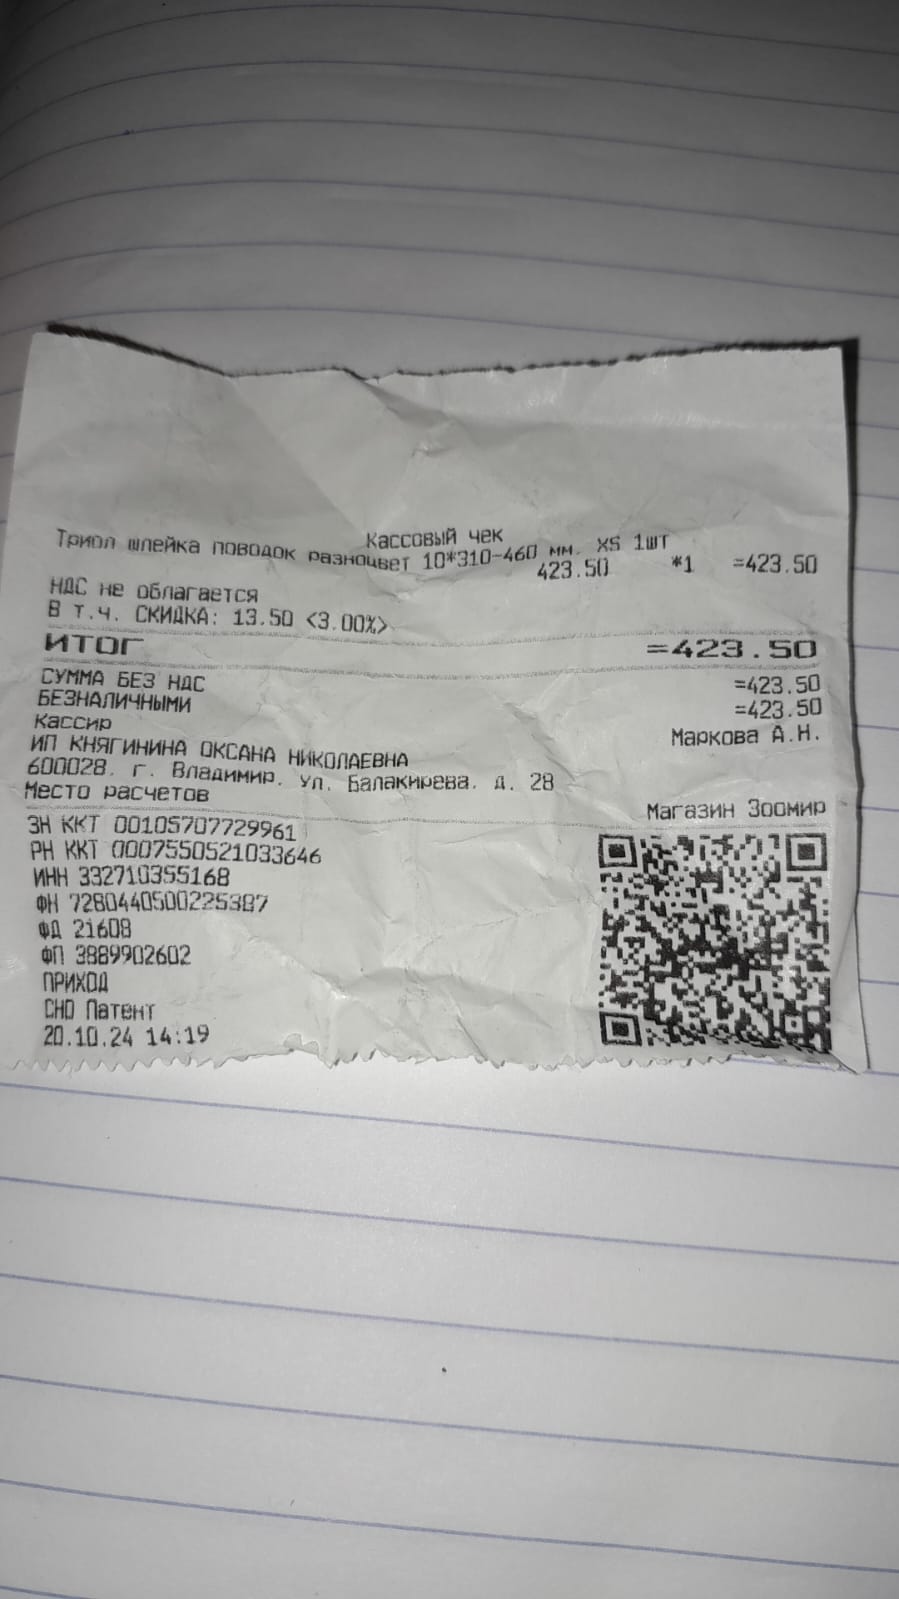 Кассовый чек
Триол шлейка поводок разноцвет 10*310-460 мм. XS 1шт
423.50 *1 =423.50
НДС не облагается
В т.ч. СКИДКА: 13.50 <3.00%>
ИТОГ =423.50
СУММА БЕЗ НДС =423.50
БЕЗНАЛИЧНЫМИ =423.50
Кассир Маркова А.Н.
ИП КНЯГИНИНА ОКСАНА НИКОЛАЕВНА
600028, г. Владимир, ул. Балакирева, д. 28
Место расчетов Магазин Зоомир
ЗН ККТ 00105707729961
РН ККТ 0007550521033646
ИНН 332710355168
ФН 7280440500225387
ФД 21608
ФП 3889902602
ПРИХОД
СНО Патент
20.10.24 14:19